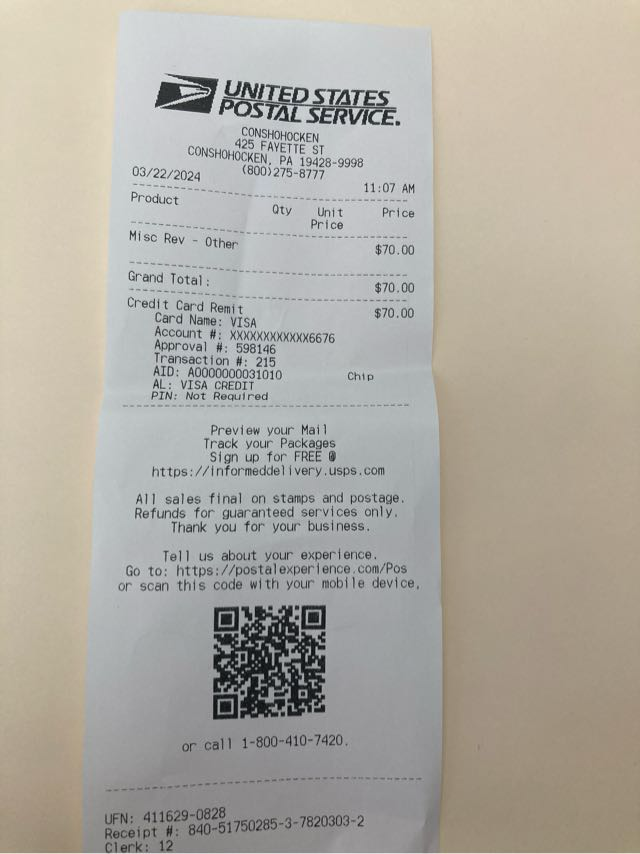 UNITED STATES
POSTAL SERVICE.
CONSHOHOCKEN
425 FAYETTE ST
CONSHOHOCKEN, PA 19428-9998
(800)275-8777
03/22/2024 11:07 AM
Product Qty Unit Price
Price
Misc Rev - Other $70.00
Grand Total: $70.00
Credit Card Remit $70.00
Card Name: VISA
Account #: XXXXXXXXXXXX6676
Approval #: 598146
Transaction #: 215
AID: A0000000031010 Chip
AL: VISA CREDIT
PIN: Not Required
Preview your Mail
Track your Packages
Sign up for FREE @
https://informeddelivery.usps.com
All sales final on stamps and postage.
Refunds for guaranteed services only.
Thank you for your business.
Tell us about your experience.
Go to: https://postalexperience.com/Pos
or scan this code with your mobile device,
or call 1-800-410-7420.
UFN: 411629-0828
Receipt #: 840-51750285-3-7820303-2
Clerk: 12